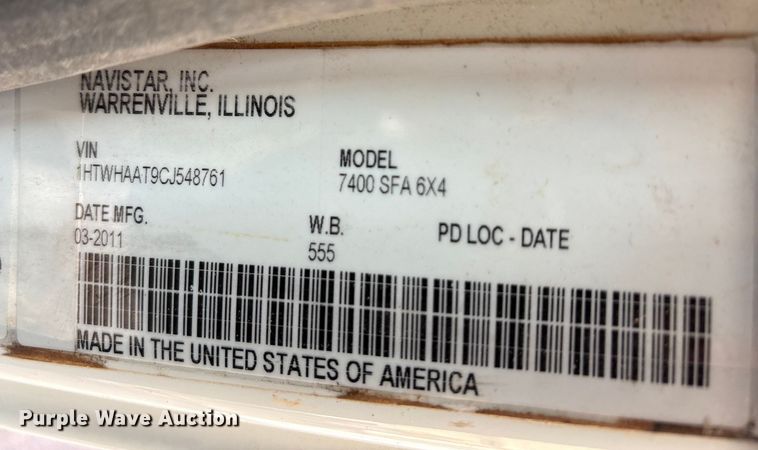 NAVISTAR, INC.
WARRENVILLE, ILLINOIS
VIN
1HTWHAAT9CJ548761
MODEL
7400 SFA 6X4
DATE MFG.
03-2011
W.B.
555
PD LOC - DATE
MADE IN THE UNITED STATES OF AMERICA
Purple Wave Auction